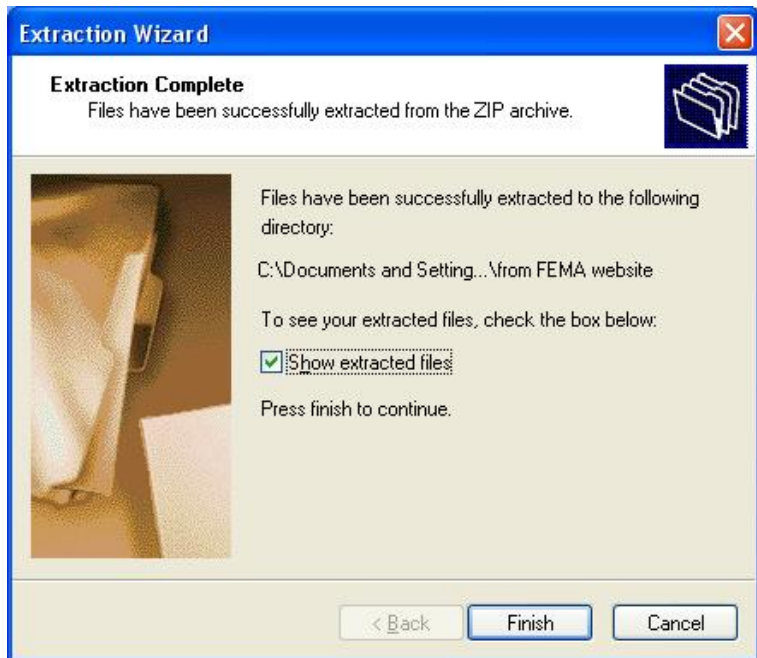 Extraction Wizard
Extraction Complete
Files have been successfully extracted from the ZIP archive.
Files have been successfully extracted to the following
directory:
C:\Documents and Setting...\from FEMA website
To see your extracted files, check the box below:
Show extracted files
Press finish to continue.
< Back Finish Cancel